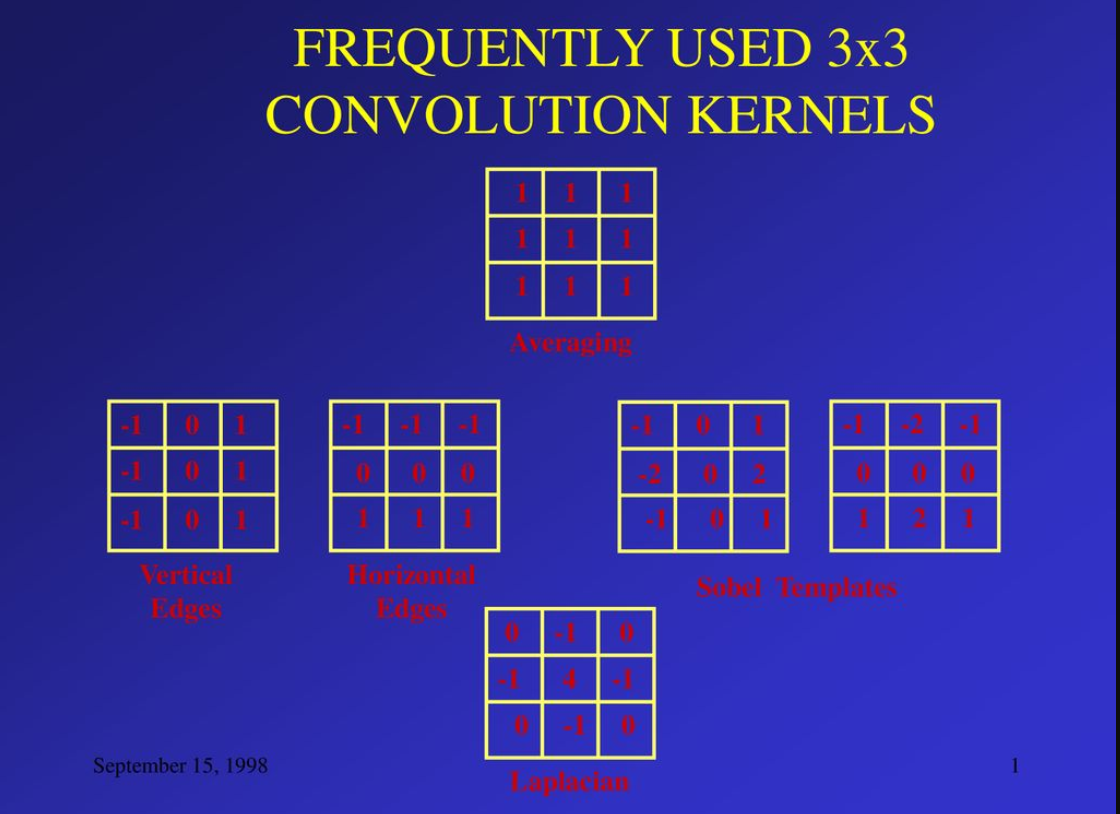 FREQUENTLY USED 3x3
CONVOLUTION KERNELS
1 1 1
1 1 1
1 1 1
Averaging
-1 0 1
-1 0 1
-1 0 1
Vertical
Edges
-1 -1 -1
0 0 0
1 1 1
Horizontal
Edges
-1 0 1
-2 0 2
-1 0 1
-1 -2 -1
0 0 0
1 2 1
Sobel Templates
0 -1 0
-1 4 -1
0 -1 0
Laplacian
September 15, 1998
1